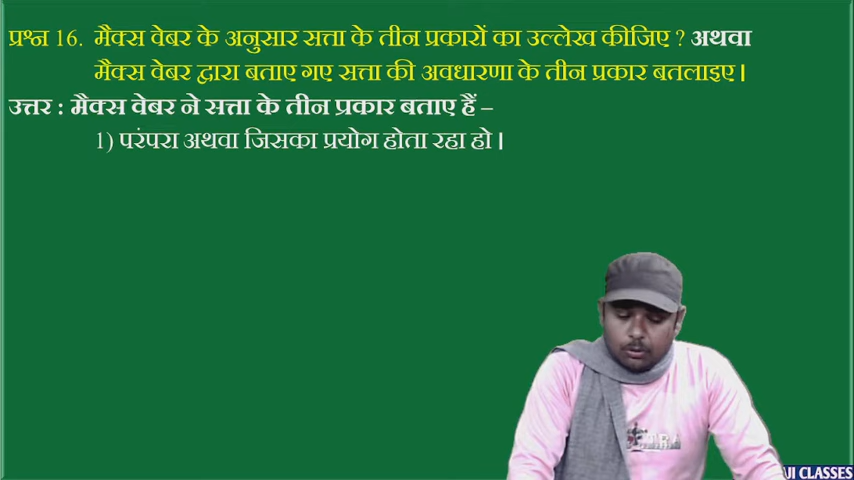 प्रश्न 16. मैक्स वेबर के अनुसार सत्ता के तीन प्रकारों का उल्लेख कीजिए ? अथवा
मैक्स वेबर द्वारा बताए गए सत्ता की अवधारणा के तीन प्रकार बतलाइए।
उत्तर : मैक्स वेबर ने सत्ता के तीन प्रकार बताए हैं –
1) परंपरा अथवा जिसका प्रयोग होता रहा हो।
JI CLASSES